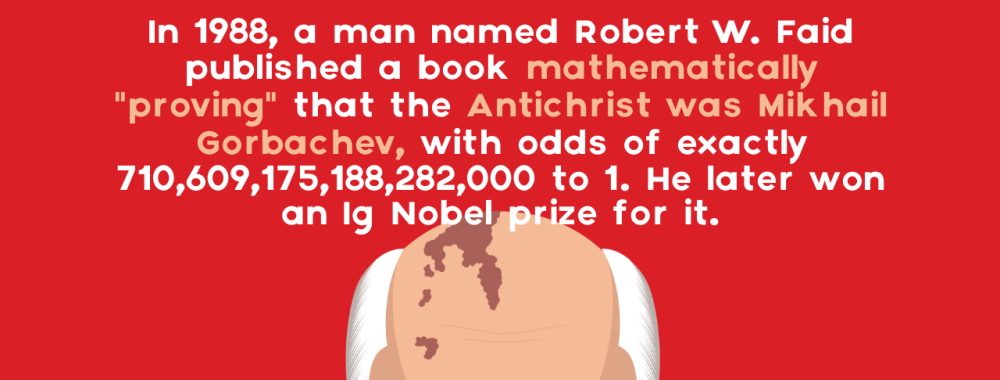 In 1988, a man named Robert W. Faid
published a book mathematically
"proving" that the Antichrist was Mikhail
Gorbachev, with odds of exactly
710,609,175,188,282,000 to 1. He later won
an Ig Nobel prize for it.